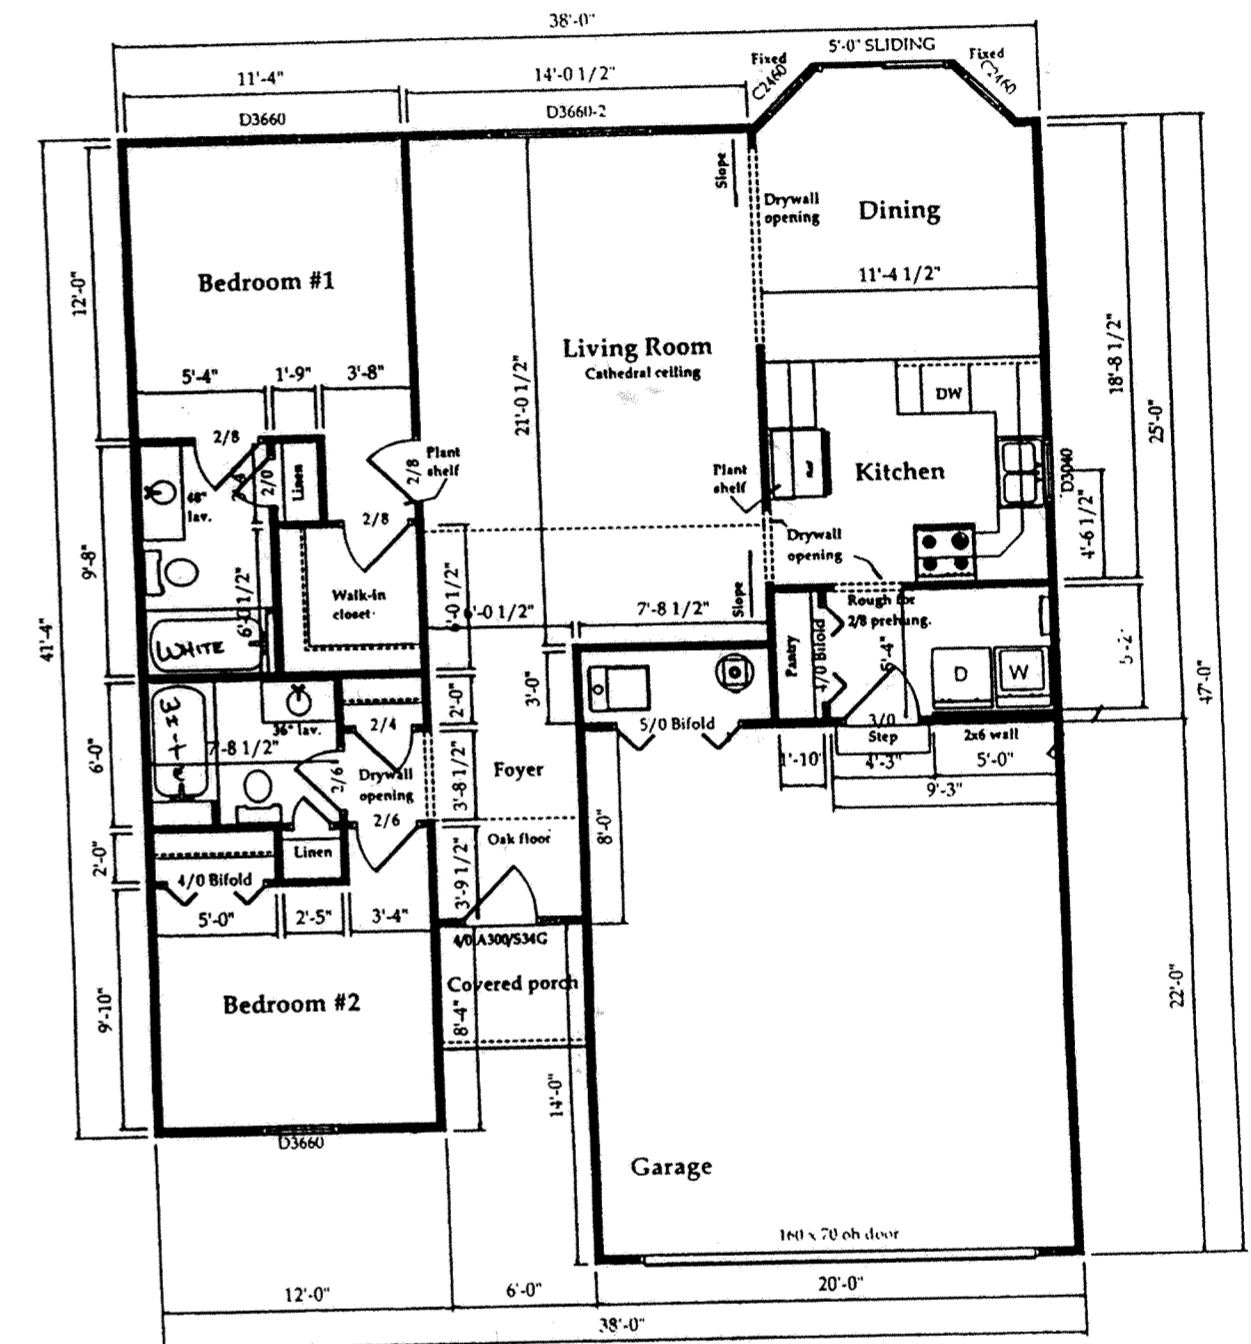 38'-0"
5'-0" SLIDING
Fixed
C2460
Fixed
C2460
11'-4"
14'-0 1/2"
D3660
D3660-2
Slope
Drywall
opening
Dining
11'-4 1/2"
Bedroom #1
12'-0"
Living Room
Cathedral ceiling
21'-0 1/2"
18'-8 1/2"
25'-0"
5'-4"
1'-9"
3'-8"
DW
2/8
2/0
Linen
48"
lav.
2/8
Plant
shelf
2/8
Plant
shelf
Kitchen
D3040
4'-6 1/2"
Drywall
opening
9'-8"
41'-4"
6'-0 1/2"
Walk-in
closet
6'-0 1/2"
6'-0 1/2"
7'-8 1/2"
Slope
Rough for
2/8 prehung.
Pantry
4/0 Bifold
5'-4"
5'-2"
47'-0"
WHITE
D
W
3'-0"
2'-0"
36" lav.
2/4
5/0 Bifold
3/0
Step
2x6 wall
7'-8 1/2"
6'-0"
2/6
Drywall
opening
2/6
3'-8 1/2"
Foyer
1'-10"
4'-3"
5'-0"
9'-3"
Oak floor
8'-0"
2'-0"
Linen
4/0 Bifold
3'-9 1/2"
5'-0"
2'-5"
3'-4"
4/0 A300/S34G
Covered porch
8'-4"
Bedroom #2
9'-10"
22'-0"
14'-0"
D3660
Garage
160 x 70 oh door
12'-0"
6'-0"
20'-0"
38'-0"